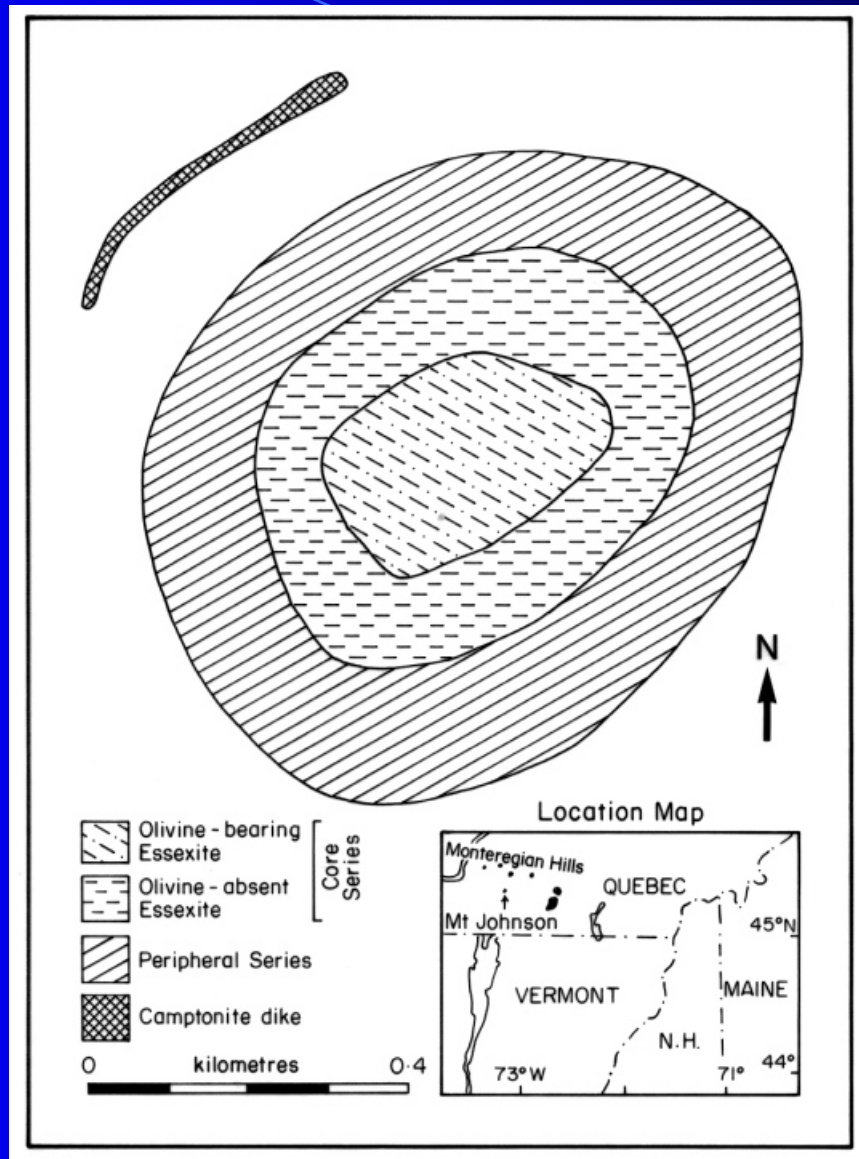 N
Olivine-bearing
Essexite
Olivine-absent
Essexite
Core
Series
Peripheral Series
Camptonite dike
0 kilometres 0·4
Location Map
Monteregian Hills
QUEBEC
Mt Johnson
45°N
VERMONT
MAINE
N.H.
44°
73°W
71°